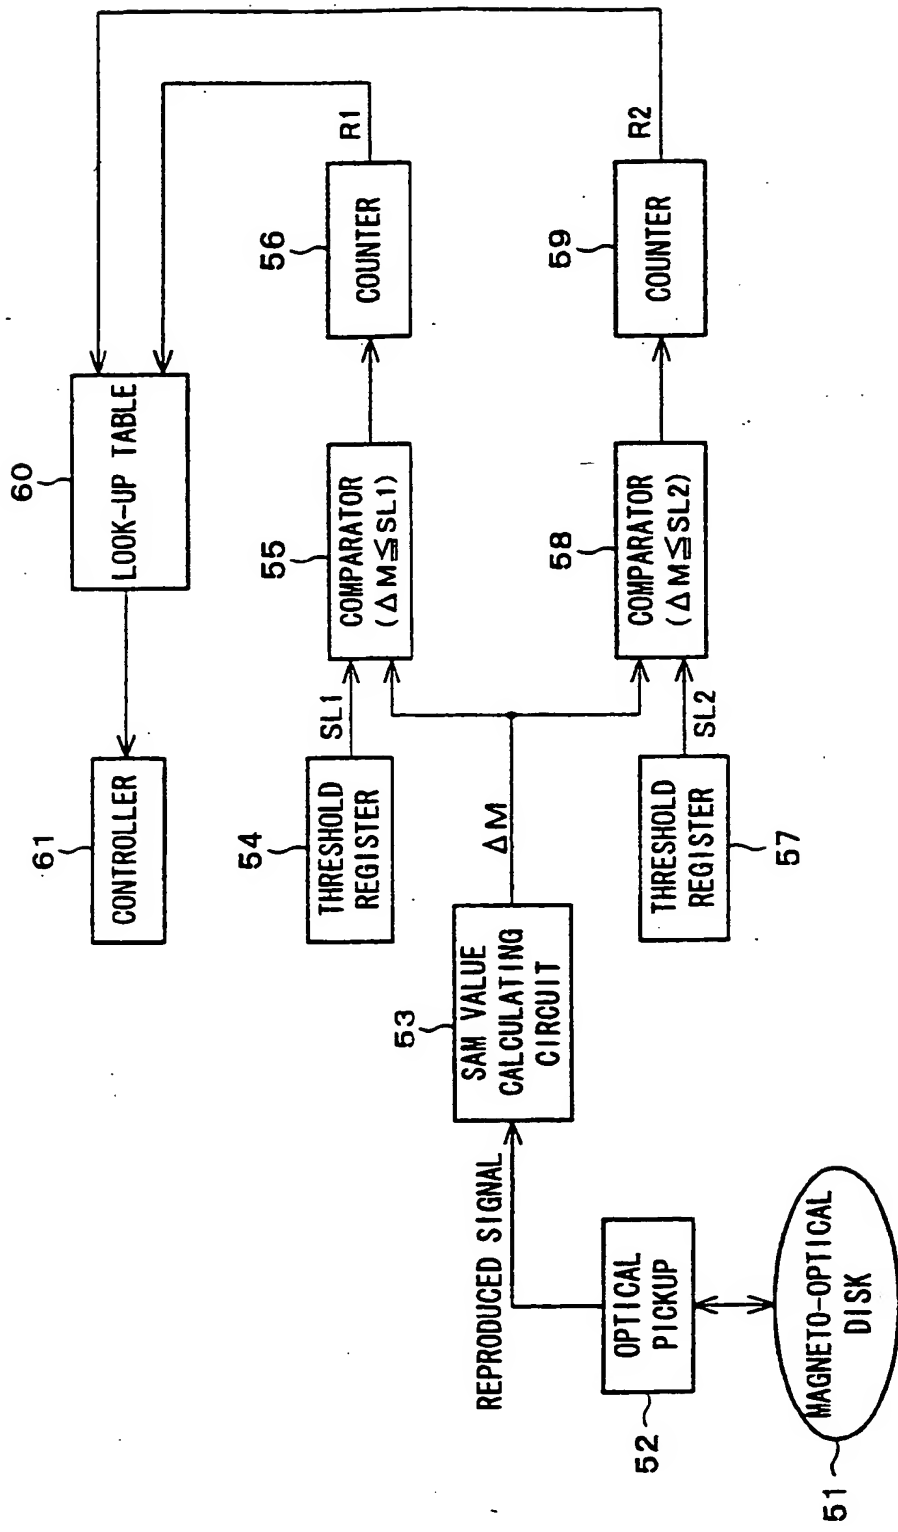 51
MAGNETO-OPTICAL
DISK
52
OPTICAL
PICKUP
REPRODUCED SIGNAL
53
SAM VALUE
CALCULATING
CIRCUIT
ΔM
61
CONTROLLER
60
LOOK-UP TABLE
54
THRESHOLD
REGISTER
SL1
55
COMPARATOR
(ΔM≦SL1)
56
COUNTER
R1
57
THRESHOLD
REGISTER
SL2
58
COMPARATOR
(ΔM≦SL2)
59
COUNTER
R2